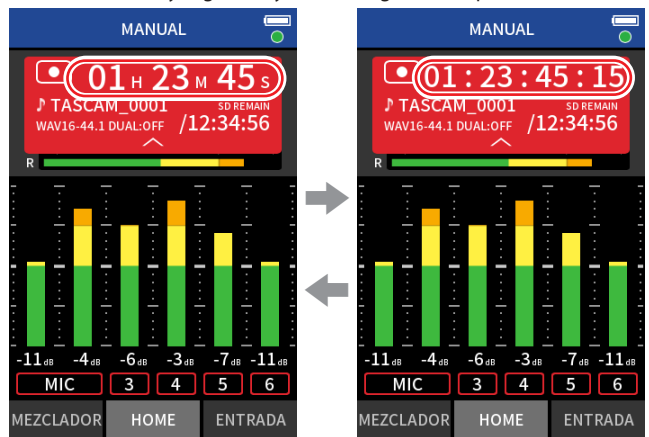 MANUAL
01 H 23 M 45 S
TASCAM_0001
SD REMAIN
WAV16-44.1 DUAL:OFF /12:34:56
R
-11 dB -4 dB -6 dB -3 dB -7 dB -11 dB
MIC 3 4 5 6
MEZCLADOR HOME ENTRADA
MANUAL
01:23:45:15
TASCAM_0001
SD REMAIN
WAV16-44.1 DUAL:OFF /12:34:56
R
-11 dB -4 dB -6 dB -3 dB -7 dB -11 dB
MIC 3 4 5 6
MEZCLADOR HOME ENTRADA